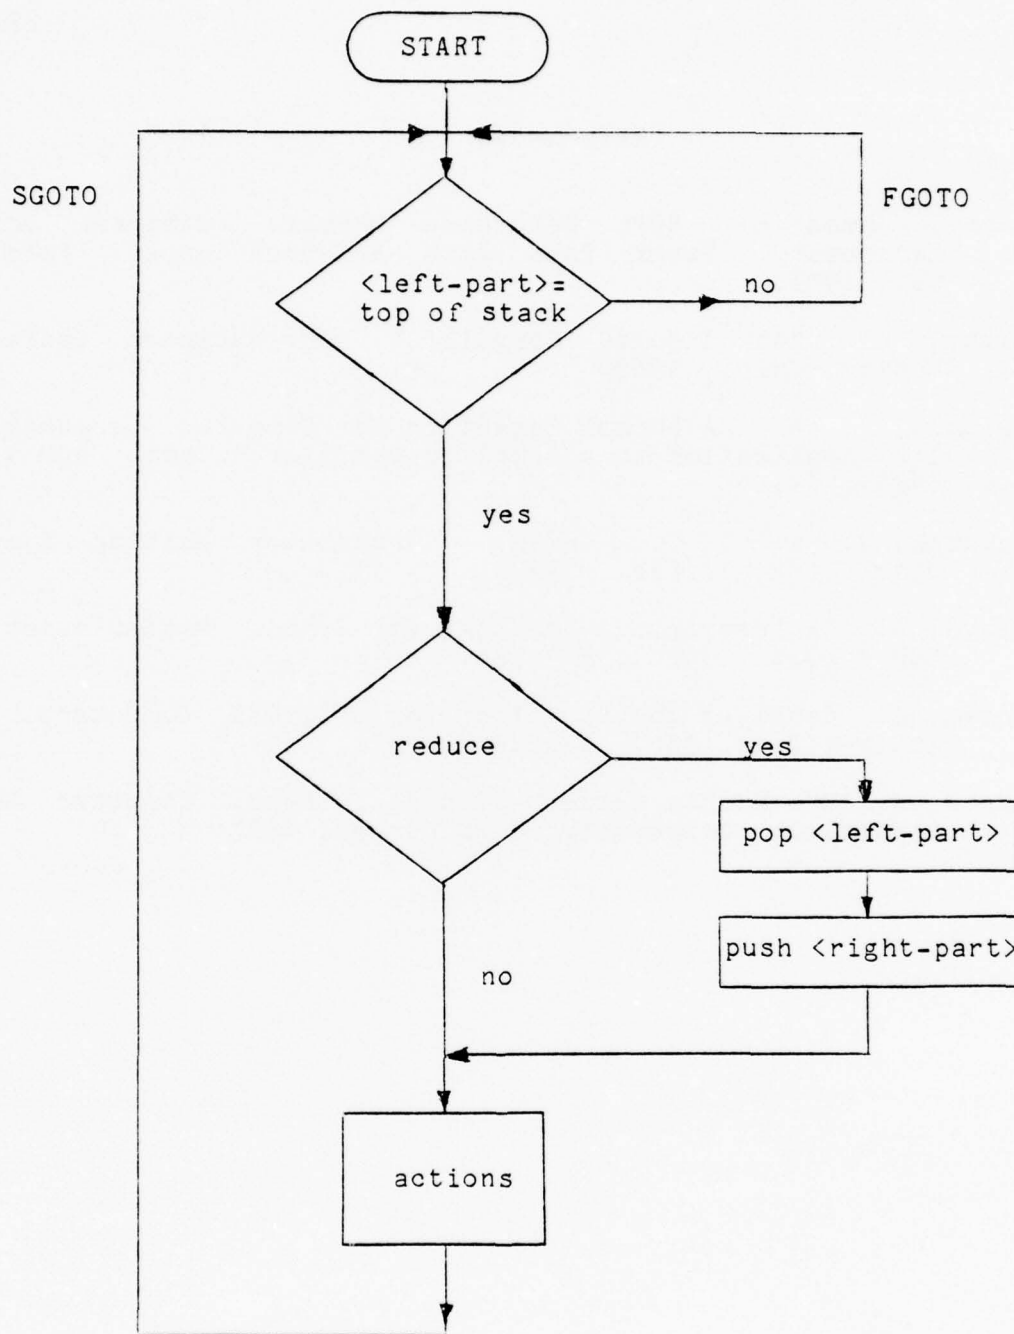 START
SGOTO
FGOTO
<left-part>=
top of stack
no
yes
reduce
yes
pop <left-part>
push <right-part>
no
actions